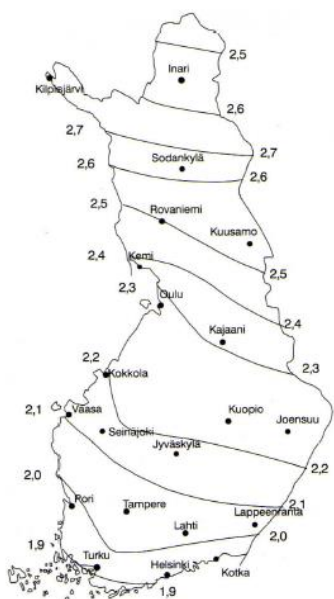 2,5
Inari
Kilpisjärvi
2,6
2,7
2,7
2,6
Sodankylä
2,6
2,5
Rovaniemi
Kuusamo
2,4
Kemi
2,5
2,3
Oulu
2,4
Kajaani
2,2
2,3
Kokkola
2,1
Vaasa
Kuopio
Seinäjoki
Joensuu
Jyväskylä
2,2
2,0
Pori
Tampere
2,1
Lappeenranta
Lahti
2,0
1,9
Turku
Helsinki
Kotka
1,9